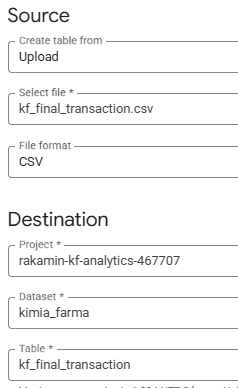 Source
Create table from
Upload
Select file *
kf_final_transaction.csv
File format
CSV
Destination
Project *
rakamin-kf-analytics-467707
Dataset *
kimia_farma
Table *
kf_final_transaction